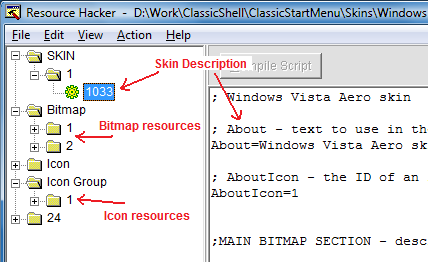 Resource Hacker - D:\Work\ClassicShell\ClassicStartMenu\Skins\Windows
File Edit View Action Help
SKIN
1
1033
Bitmap
1
2
Icon
Icon Group
1
24
Skin Description
Bitmap resources
Icon resources
Compile Script
; Windows Vista Aero skin
; About - text to use in th
About=Windows Vista Aero sk
; AboutIcon - the ID of an
AboutIcon=1
;MAIN BITMAP SECTION - desc